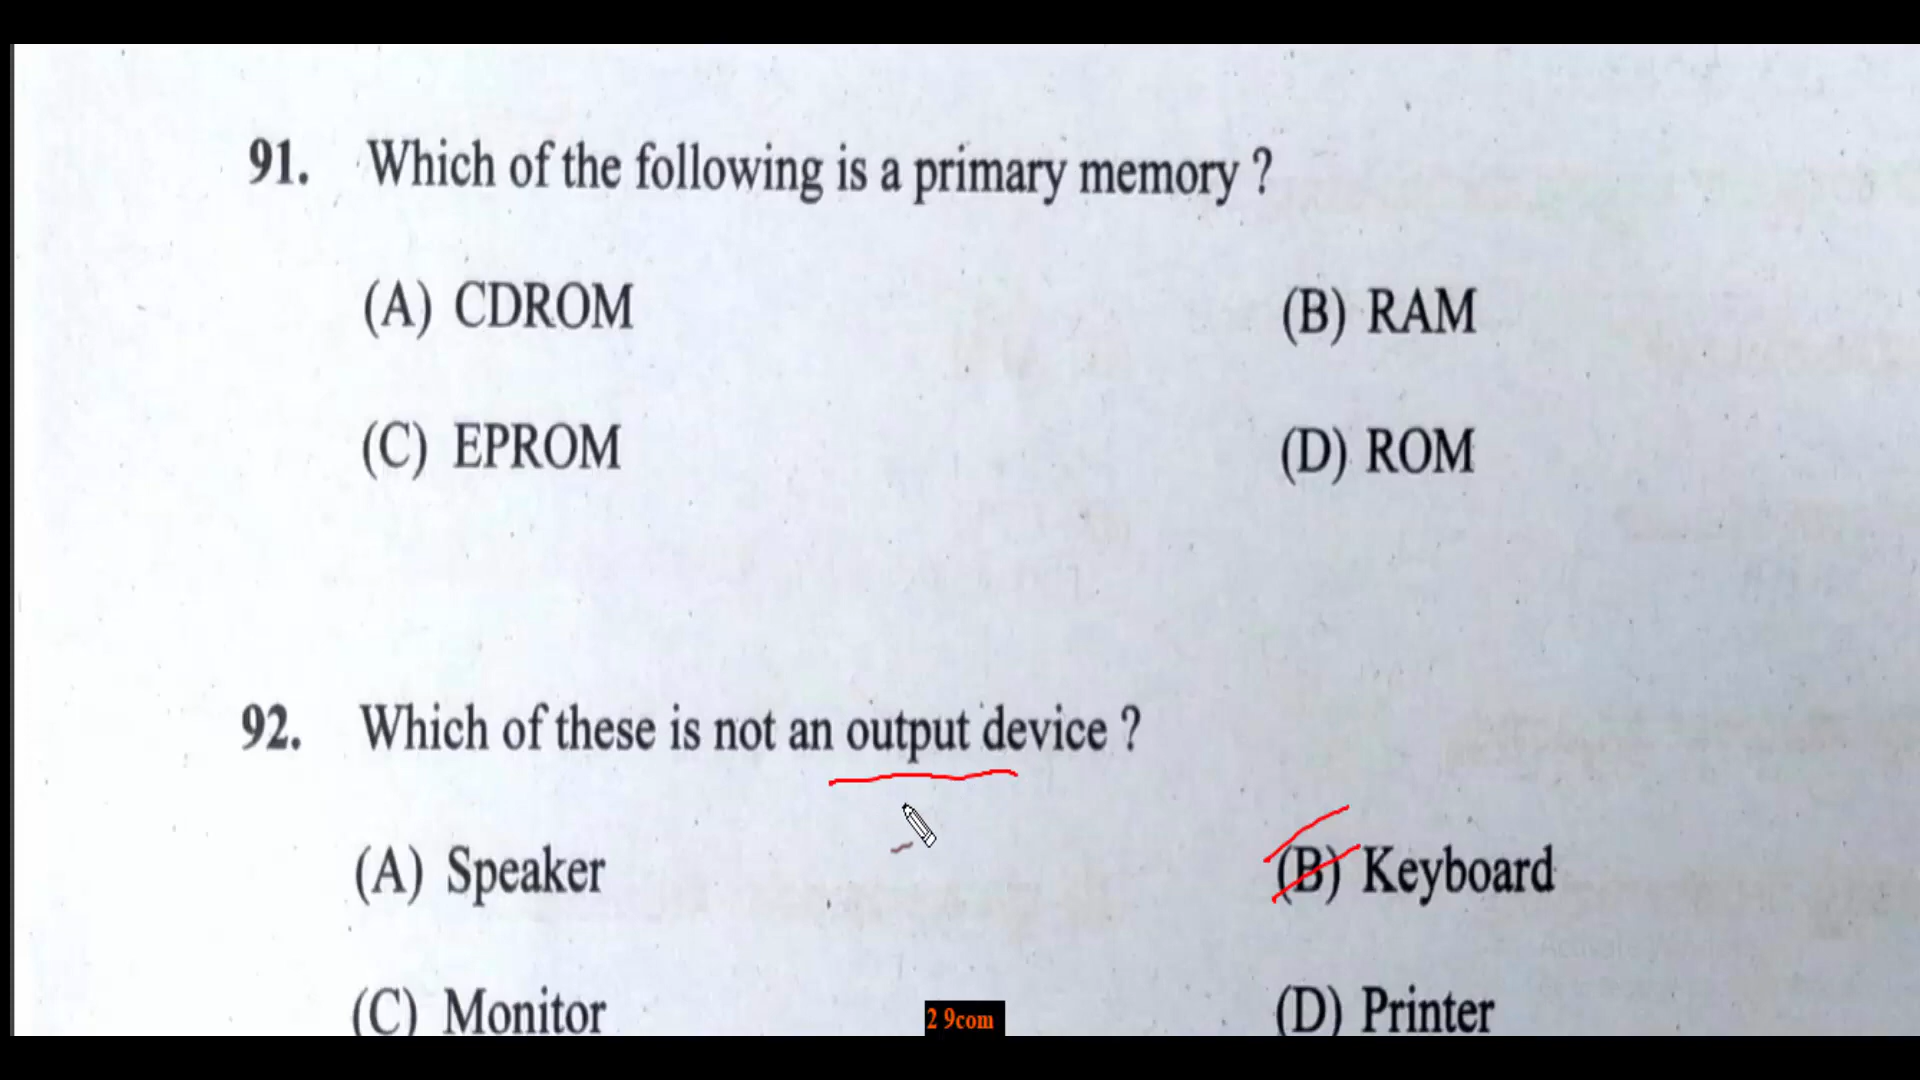 91. Which of the following is a primary memory ?
(A) CDROM (B) RAM
(C) EPROM (D) ROM
92. Which of these is not an output device ?
(A) Speaker (B) Keyboard
(C) Monitor (D) Printer
2 9com